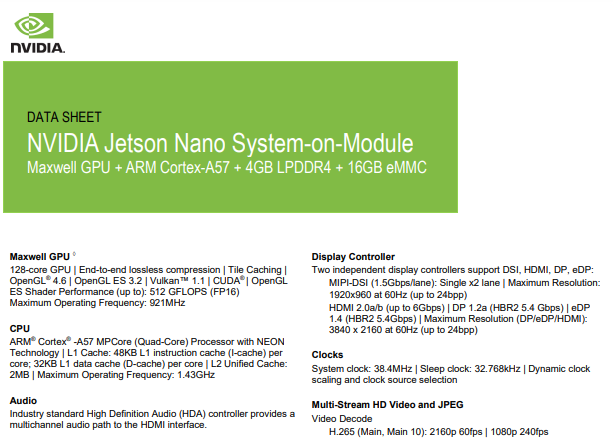 NVIDIA.
DATA SHEET
NVIDIA Jetson Nano System-on-Module
Maxwell GPU + ARM Cortex-A57 + 4GB LPDDR4 + 16GB eMMC
Maxwell GPU ◊
128-core GPU | End-to-end lossless compression | Tile Caching |
OpenGL® 4.6 | OpenGL ES 3.2 | Vulkan™ 1.1 | CUDA® | OpenGL
ES Shader Performance (up to): 512 GFLOPS (FP16)
Maximum Operating Frequency: 921MHz
CPU
ARM® Cortex® -A57 MPCore (Quad-Core) Processor with NEON
Technology | L1 Cache: 48KB L1 instruction cache (I-cache) per
core; 32KB L1 data cache (D-cache) per core | L2 Unified Cache:
2MB | Maximum Operating Frequency: 1.43GHz
Audio
Industry standard High Definition Audio (HDA) controller provides a
multichannel audio path to the HDMI interface.
Display Controller
Two independent display controllers support DSI, HDMI, DP, eDP:
MIPI-DSI (1.5Gbps/lane): Single x2 lane | Maximum Resolution:
1920x960 at 60Hz (up to 24bpp)
HDMI 2.0a/b (up to 6Gbps) | DP 1.2a (HBR2 5.4 Gbps) | eDP
1.4 (HBR2 5.4Gbps) | Maximum Resolution (DP/eDP/HDMI):
3840 x 2160 at 60Hz (up to 24bpp)
Clocks
System clock: 38.4MHz | Sleep clock: 32.768kHz | Dynamic clock
scaling and clock source selection
Multi-Stream HD Video and JPEG
Video Decode
H.265 (Main, Main 10): 2160p 60fps | 1080p 240fps